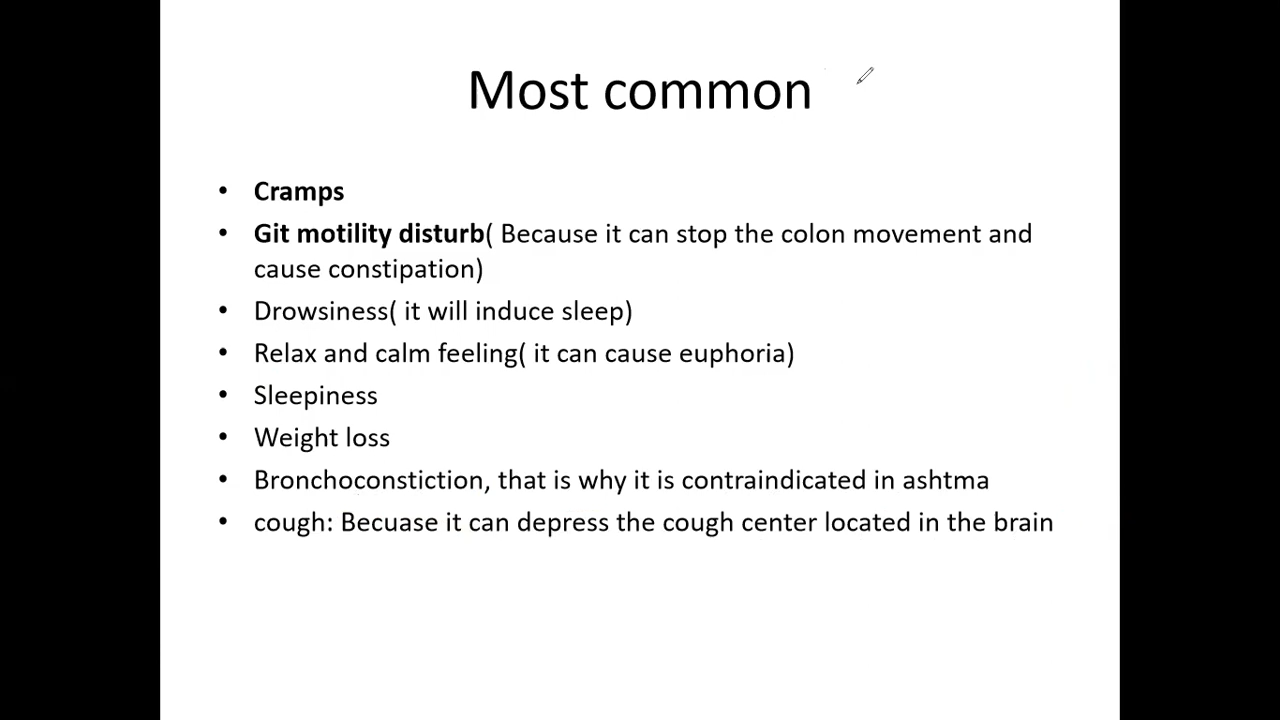 Most common
• Cramps
• Git motility disturb( Because it can stop the colon movement and
cause constipation)
• Drowsiness( it will induce sleep)
• Relax and calm feeling( it can cause euphoria)
• Sleepiness
• Weight loss
• Bronchoconstiction, that is why it is contraindicated in ashtma
• cough: Becuase it can depress the cough center located in the brain